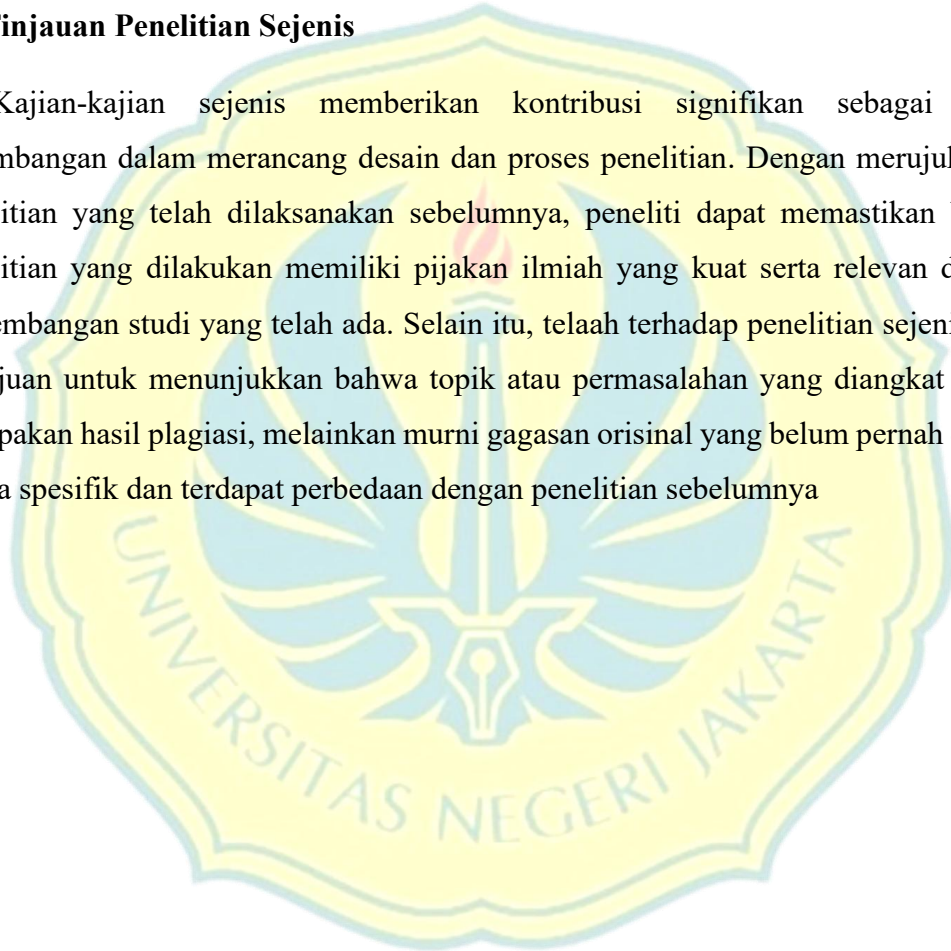 injauan Penelitian Sejenis
Kajian-kajian sejenis memberikan kontribusi signifikan sebagai
mbangan dalam merancang desain dan proses penelitian. Dengan meruju
itian yang telah dilaksanakan sebelumnya, peneliti dapat memastikan
itian yang dilakukan memiliki pijakan ilmiah yang kuat serta relevan d
embangan studi yang telah ada. Selain itu, telaah terhadap penelitian sejeni
juan untuk menunjukkan bahwa topik atau permasalahan yang diangkat
pakan hasil plagiasi, melainkan murni gagasan orisinal yang belum pernah
a spesifik dan terdapat perbedaan dengan penelitian sebelumnya
UNIVERSITAS NEGERI JAKARTA